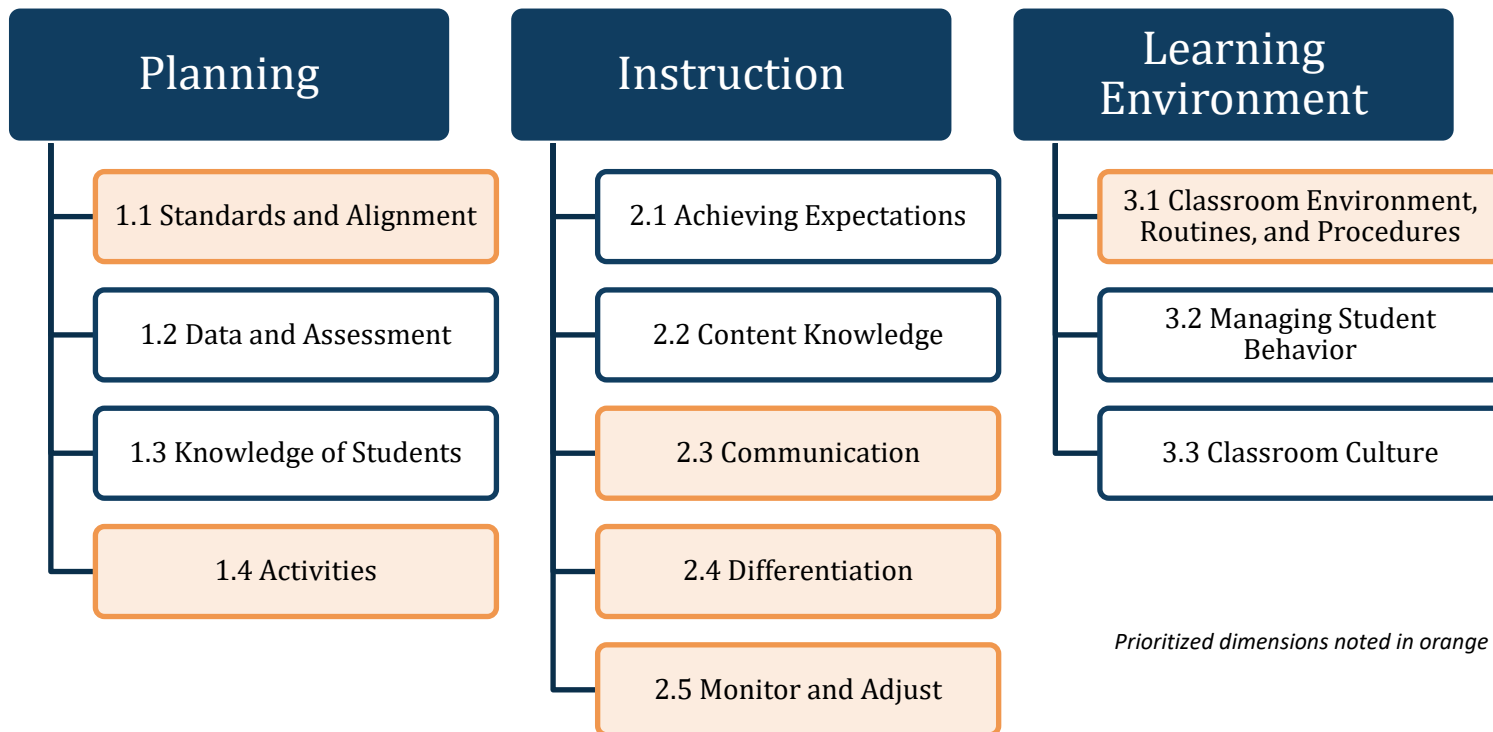 Planning
1.1 Standards and Alignment
1.2 Data and Assessment
1.3 Knowledge of Students
1.4 Activities
Instruction
2.1 Achieving Expectations
2.2 Content Knowledge
2.3 Communication
2.4 Differentiation
2.5 Monitor and Adjust
Learning
Environment
3.1 Classroom Environment,
Routines, and Procedures
3.2 Managing Student
Behavior
3.3 Classroom Culture
Prioritized dimensions noted in orange